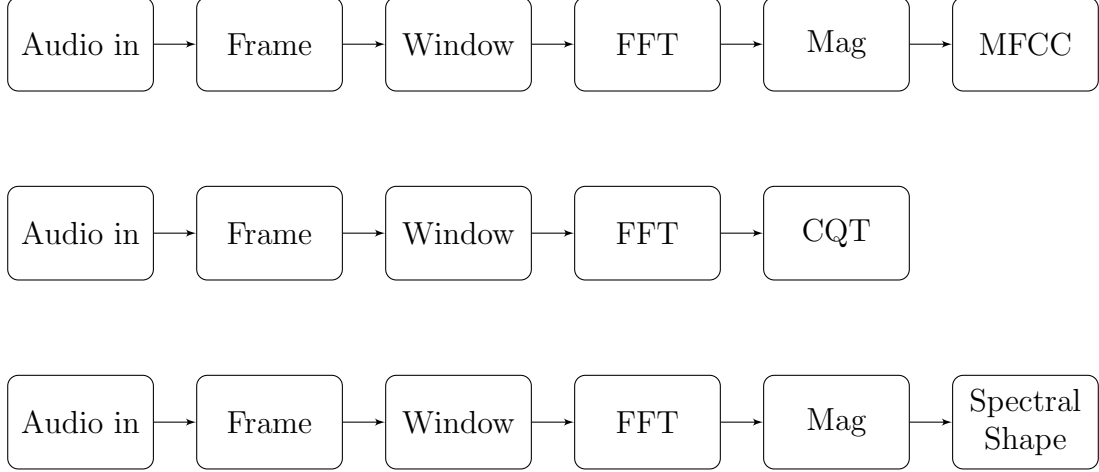 Audio in Frame Window FFT Mag MFCC
Audio in Frame Window FFT CQT
Audio in Frame Window FFT Mag Spectral
Shape